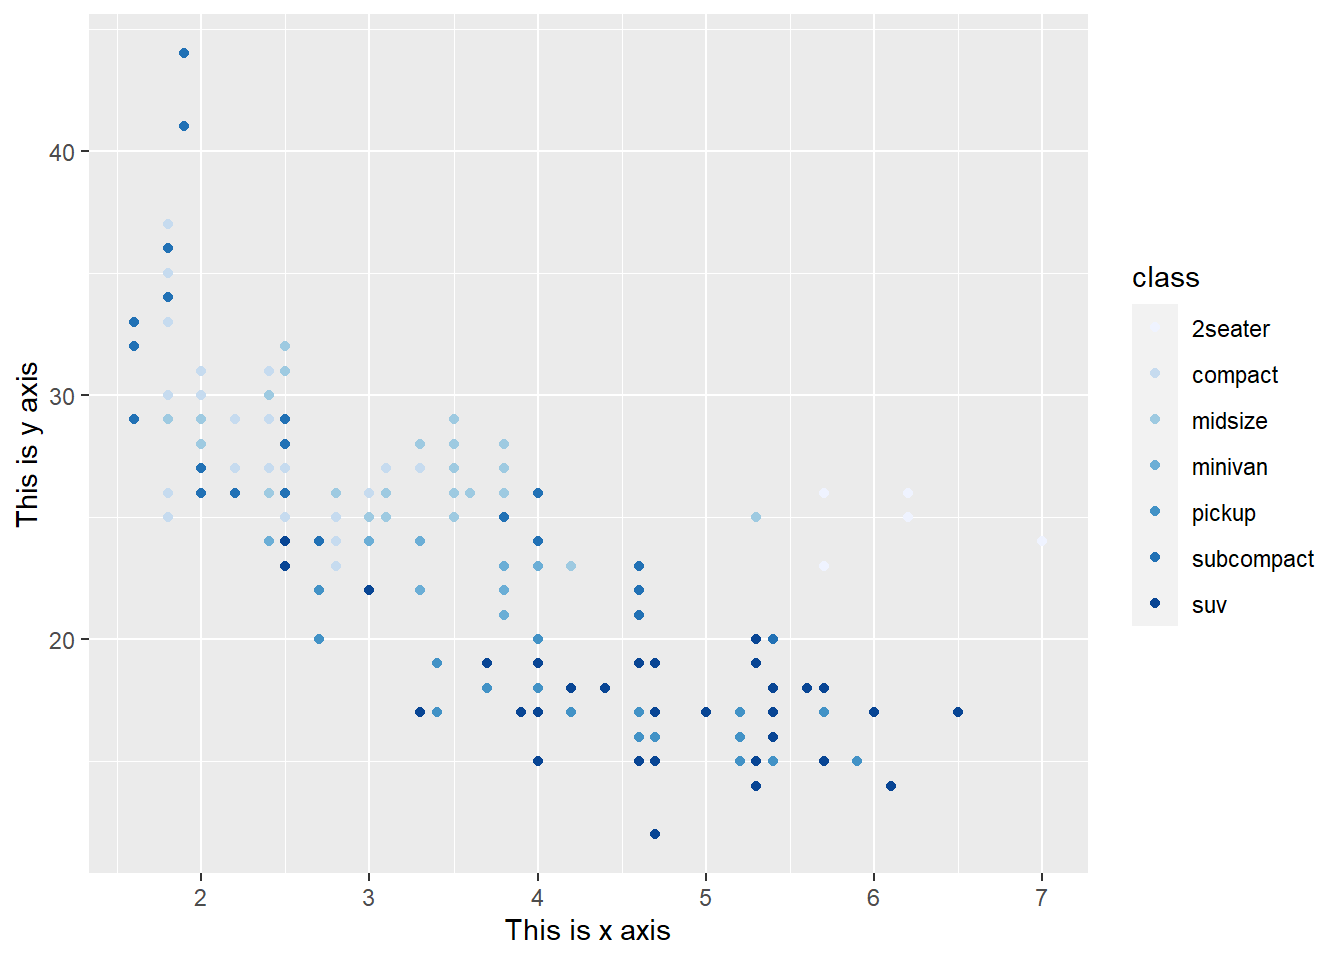 40
30
20
This is y axis
2
3
4
5
6
7
This is x axis
class
2seater
compact
midsize
minivan
pickup
subcompact
suv